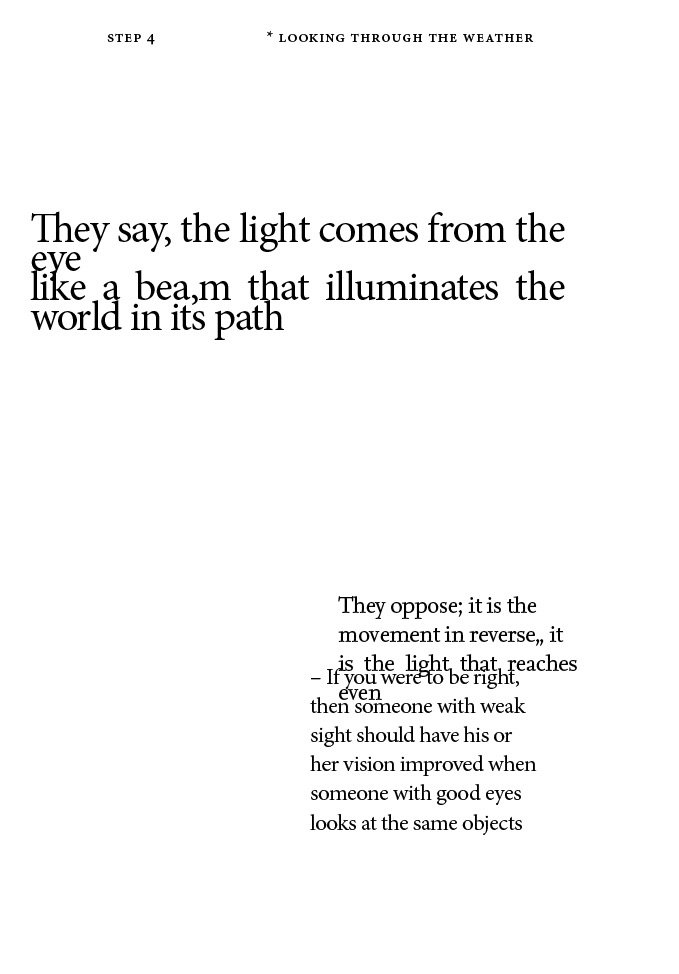 STEP 4 * LOOKING THROUGH THE WEATHER
They say, the light comes from the
eye
like a bea,m that illuminates the
world in its path
They oppose; it is the
movement in reverse,, it
is the light that reaches
even
– If you were to be right,
then someone with weak
sight should have his or
her vision improved when
someone with good eyes
looks at the same objects